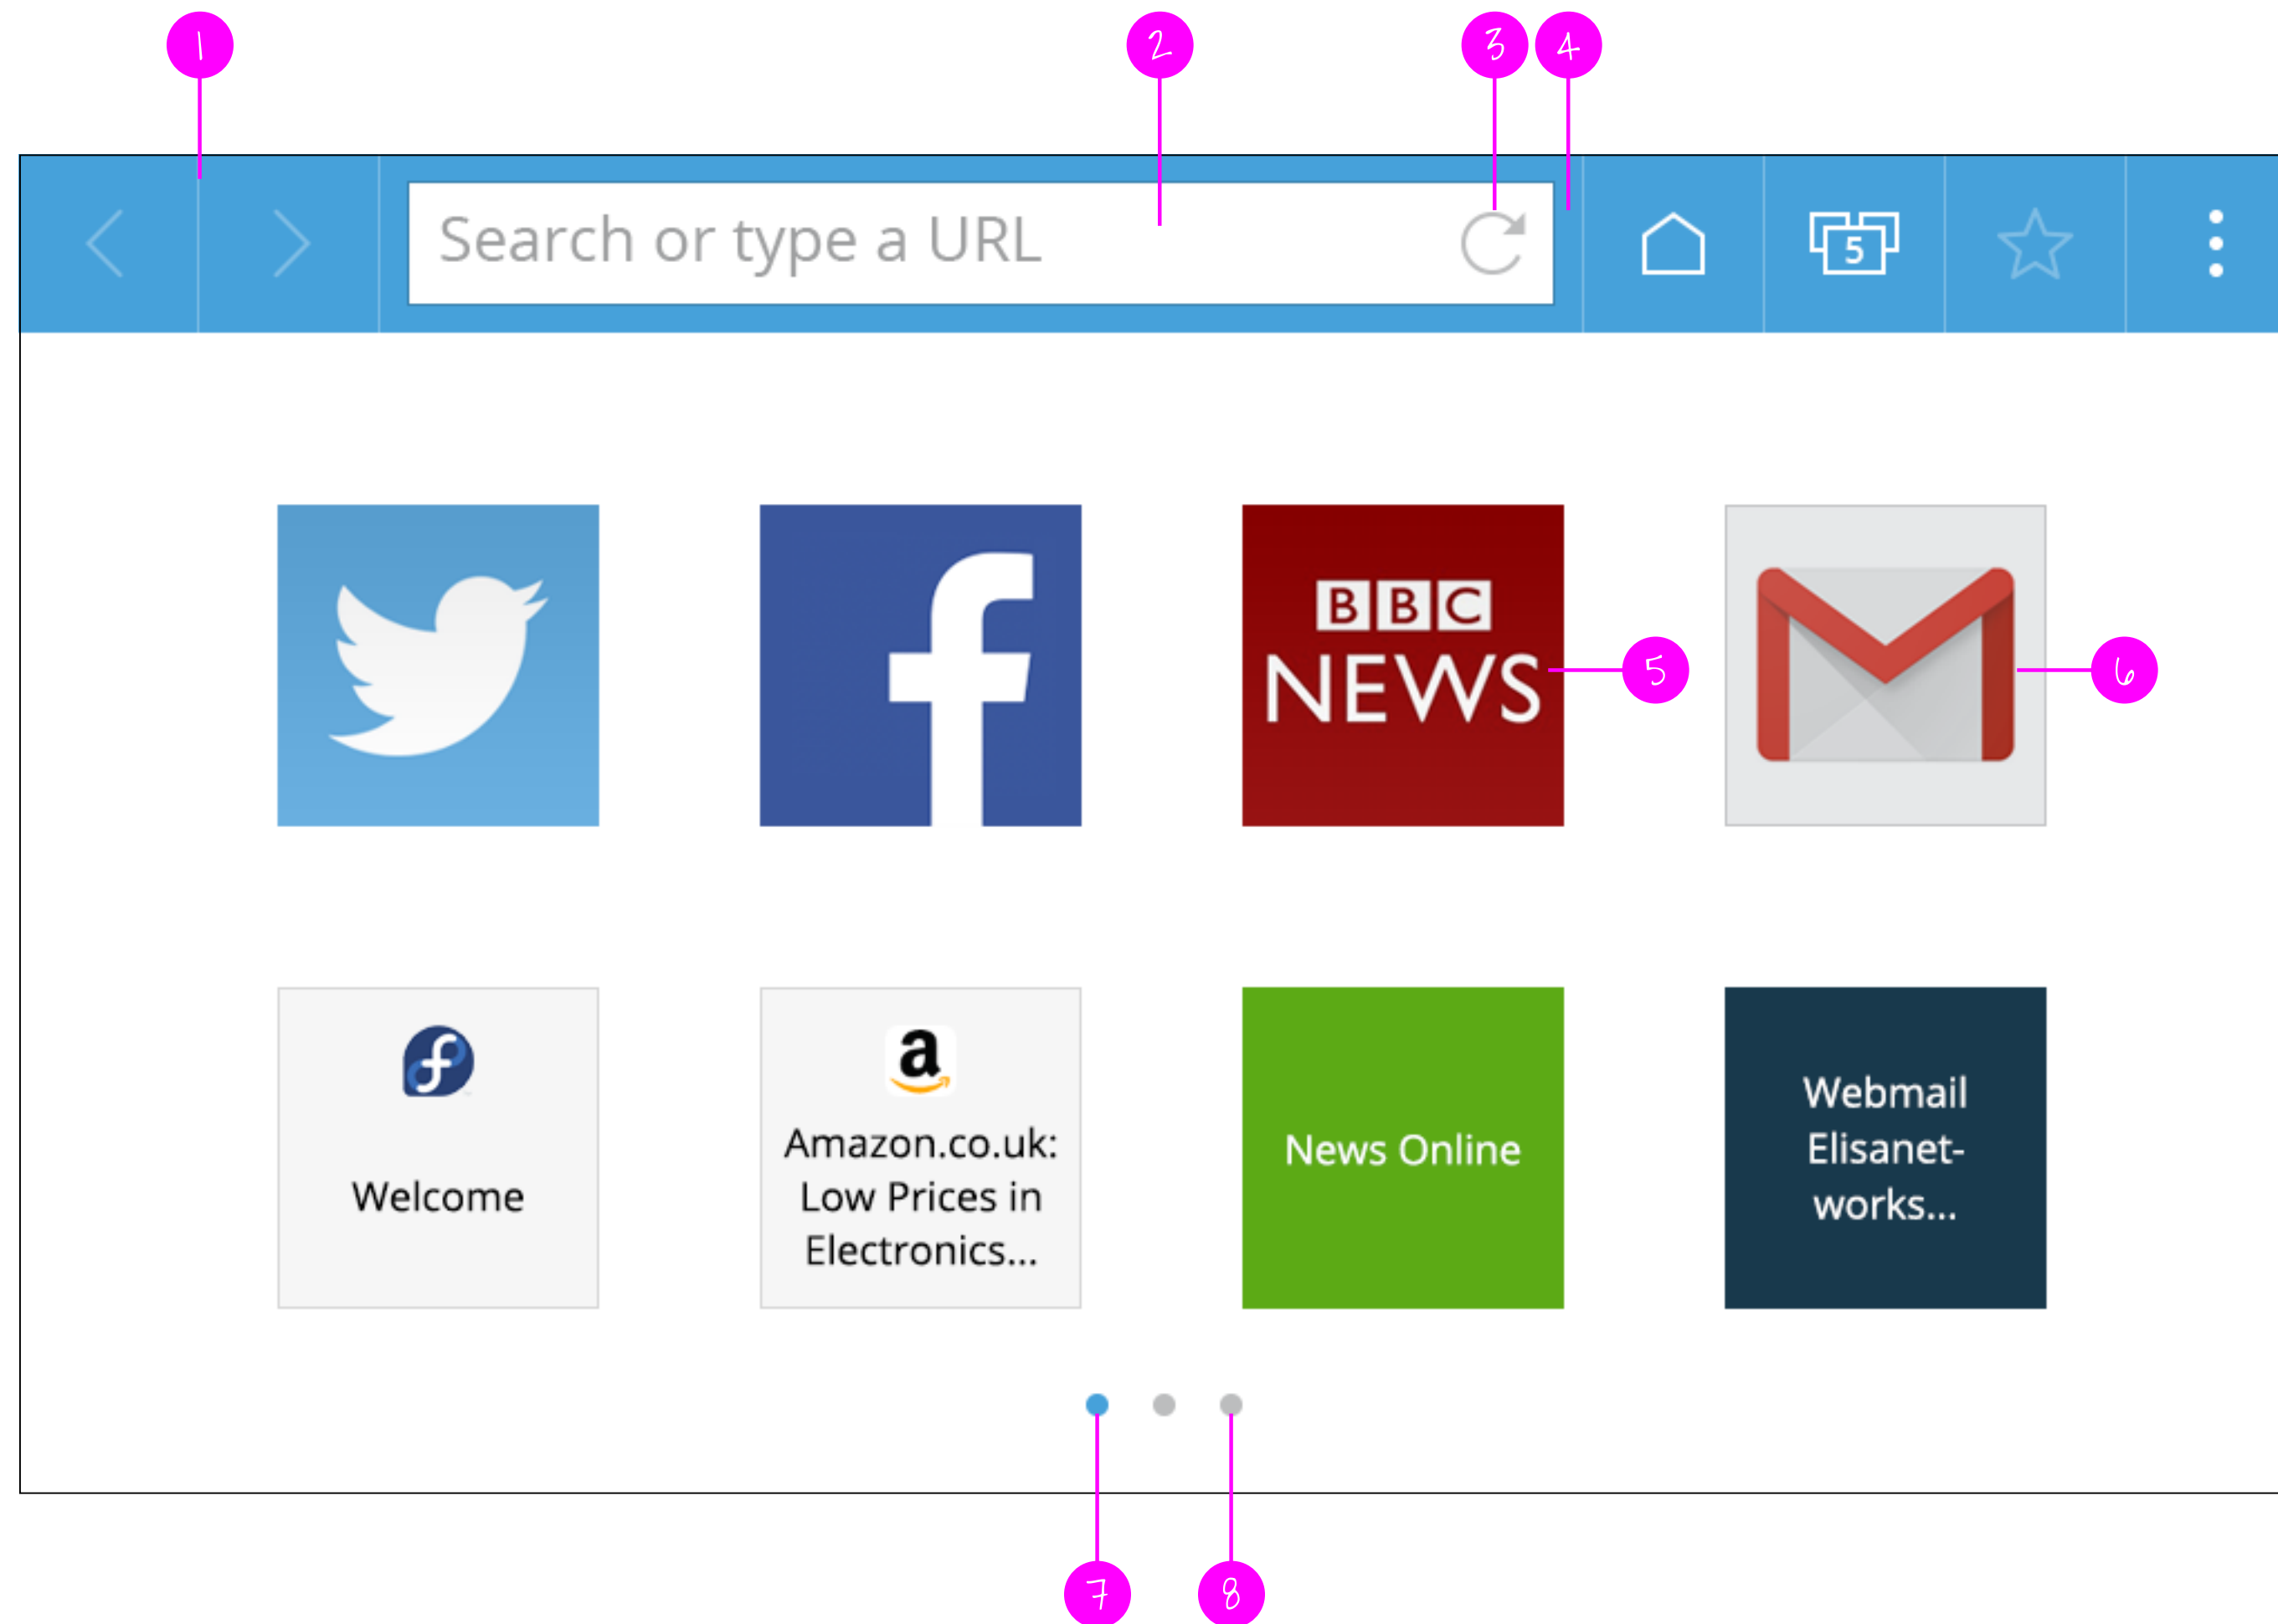 1
2
3
4
Search or type a URL
5
BBC
NEWS
5
6
Welcome
Amazon.co.uk:
Low Prices in
Electronics...
News Online
Webmail
Elisanet-
works...
7
8